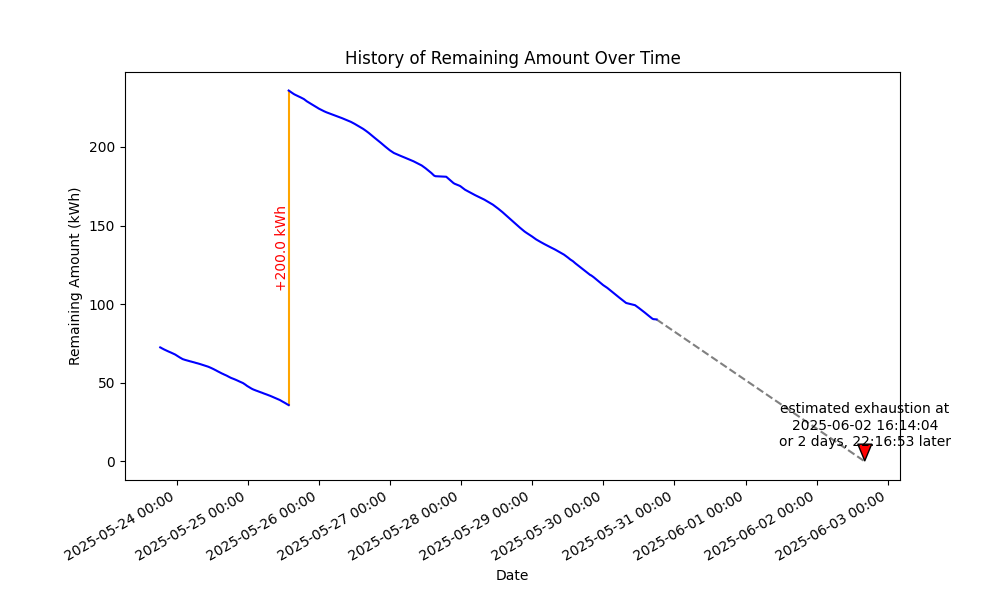 History of Remaining Amount Over Time
Remaining Amount (kWh)
200
150
100
50
0
+200.0 kWh
estimated exhaustion at
2025-06-02 16:14:04
or 2 days, 22:16:53 later
2025-05-24 00:00
2025-05-25 00:00
2025-05-26 00:00
2025-05-27 00:00
2025-05-28 00:00
2025-05-29 00:00
2025-05-30 00:00
2025-05-31 00:00
2025-06-01 00:00
2025-06-02 00:00
2025-06-03 00:00
Date